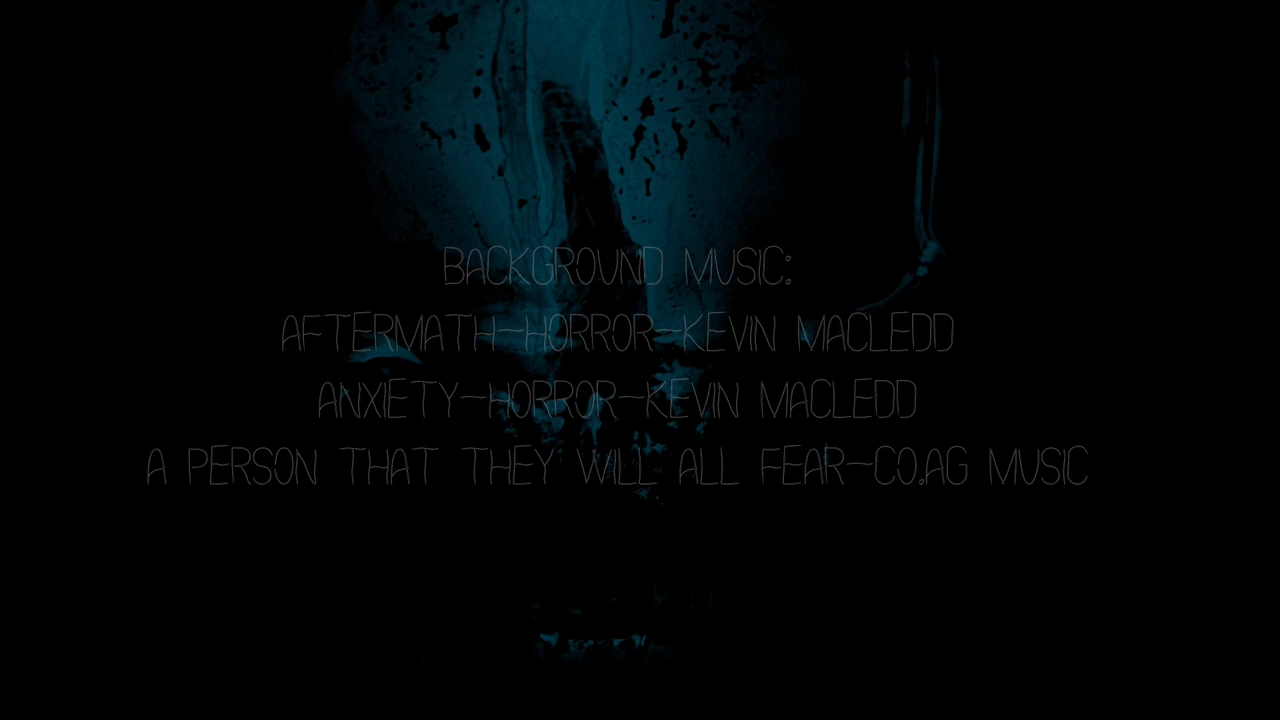 BACKGROUND MUSIC:
AFTERMATH-HORROR-KEVIN MACLEDD
ANXIETY-HORROR-KEVIN MACLEDD
A PERSON THAT THEY WILL ALL FEAR-CO.AG MUSIC